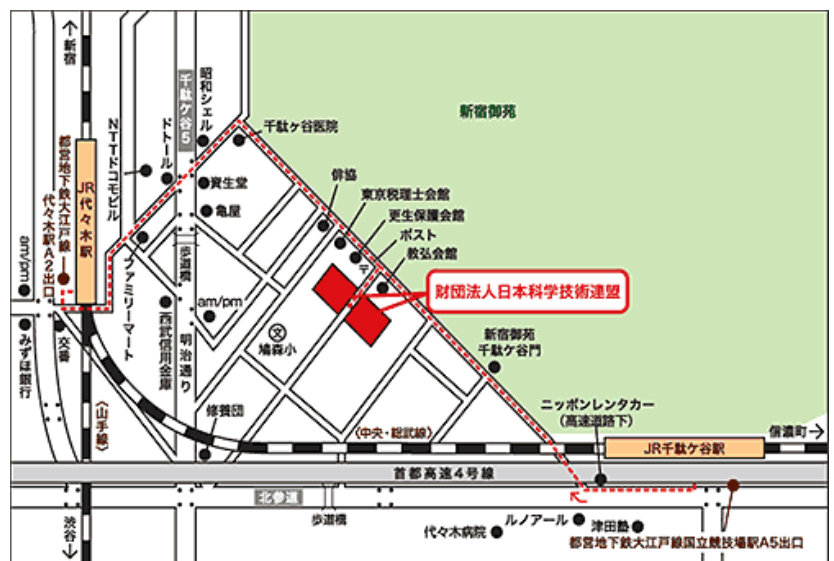 新宿
新宿御苑
昭和シェル
千駄ケ谷5
千駄ヶ谷医院
ドトール
NTTドコモビル
都営地下鉄大江戸線
代々木駅A2出口
JR代々木駅
資生堂
亀屋
俳協
東京税理士会館
更生保護会館
ポスト
〒
教弘会館
財団法人日本科学技術連盟
am/pm
ファミリーマート
歩道橋
am/pm
西武信用金庫
明治通り
文
鳩森小
新宿御苑
千駄ケ谷門
みずほ銀行
交番
〈山手線〉
修養団
ニッポンレンタカー
(高速道路下)
〈中央・総武線〉
信濃町
JR千駄ケ谷駅
首都高速4号線
北参道
歩道橋
渋谷
代々木病院
ルノアール
津田塾
都営地下鉄大江戸線国立競技場駅A5出口